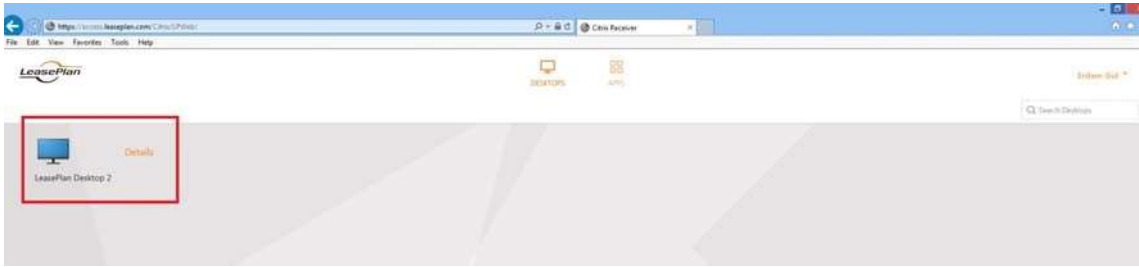 https://access.leaseplan.com/Citrix/LPWeb/
Citrix Receiver
File Edit View Favorites Tools Help
LeasePlan
DESKTOPS
APPS
Search Desktops
Details
LeasePlan Desktop 2